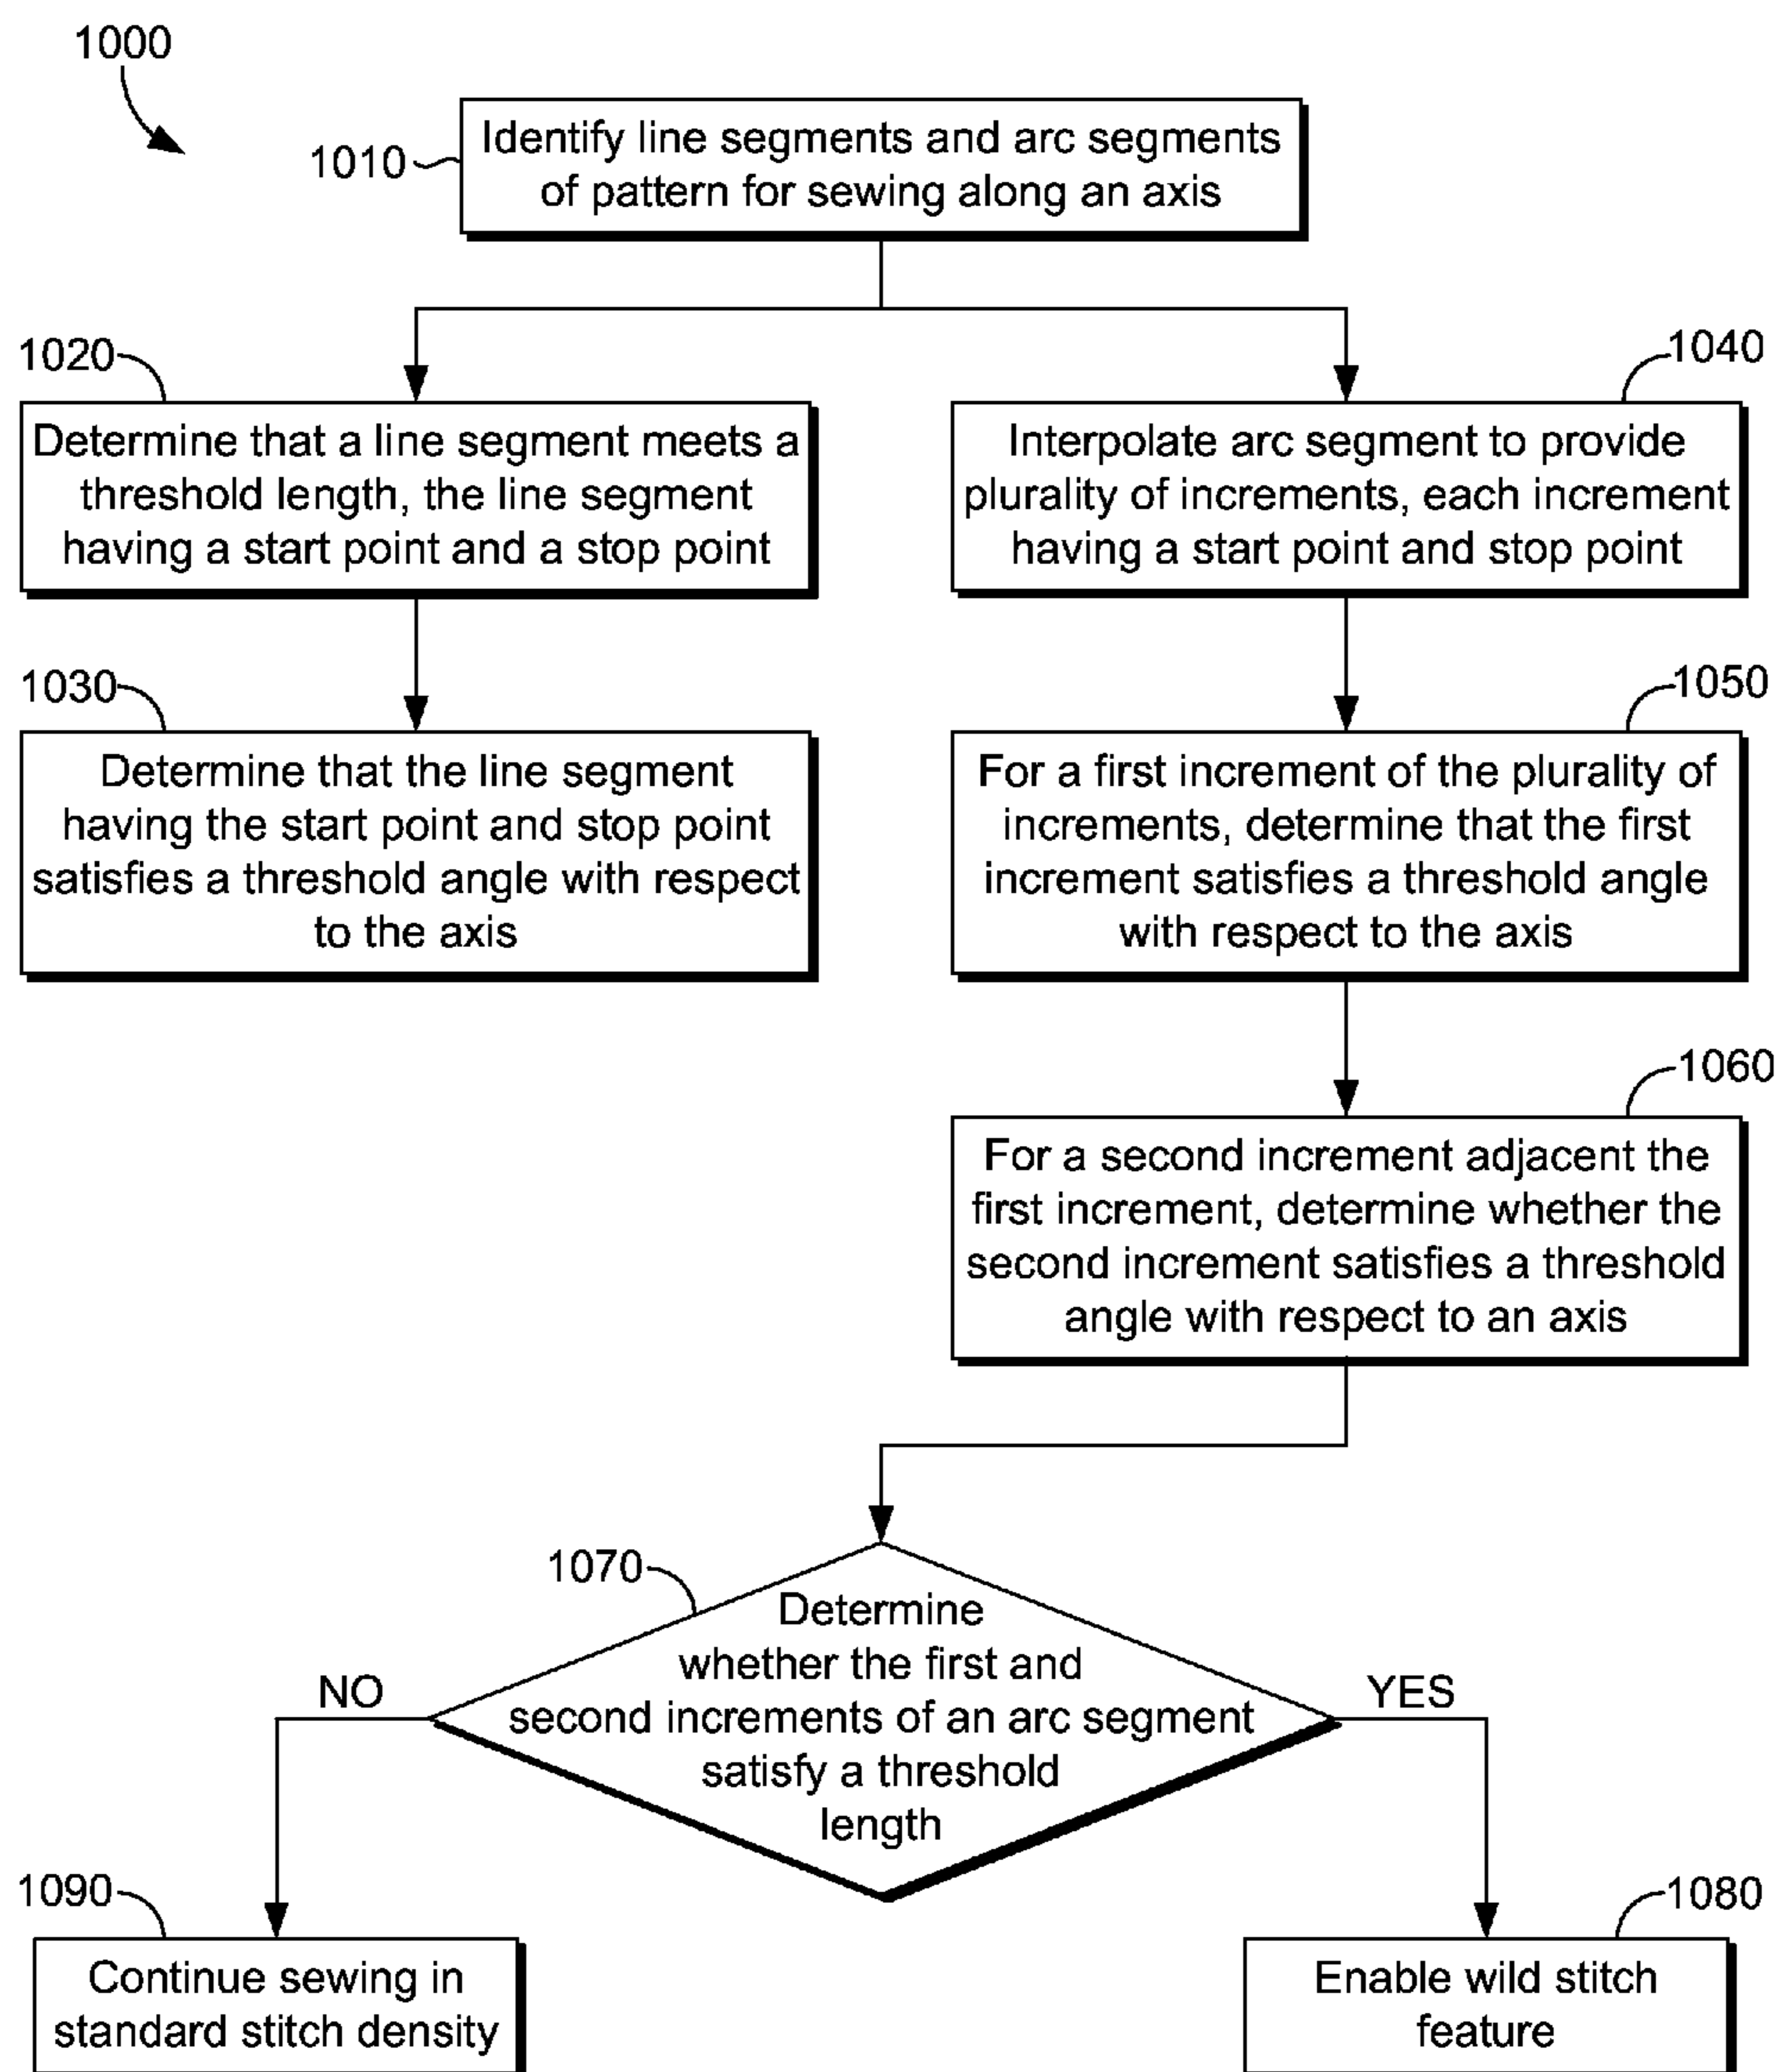 1000
1010
Identify line segments and arc segments
of pattern for sewing along an axis
1020
Determine that a line segment meets a
threshold length, the line segment
having a start point and a stop point
1040
Interpolate arc segment to provide
plurality of increments, each increment
having a start point and stop point
1030
Determine that the line segment
having the start point and stop point
satisfies a threshold angle with respect
to the axis
1050
For a first increment of the plurality of
increments, determine that the first
increment satisfies a threshold angle
with respect to the axis
1060
For a second increment adjacent the
first increment, determine whether the
second increment satisfies a threshold
angle with respect to an axis
1070
Determine
whether the first and
second increments of an arc segment
satisfy a threshold
length
NO
YES
1090
Continue sewing in
standard stitch density
1080
Enable wild stitch
feature